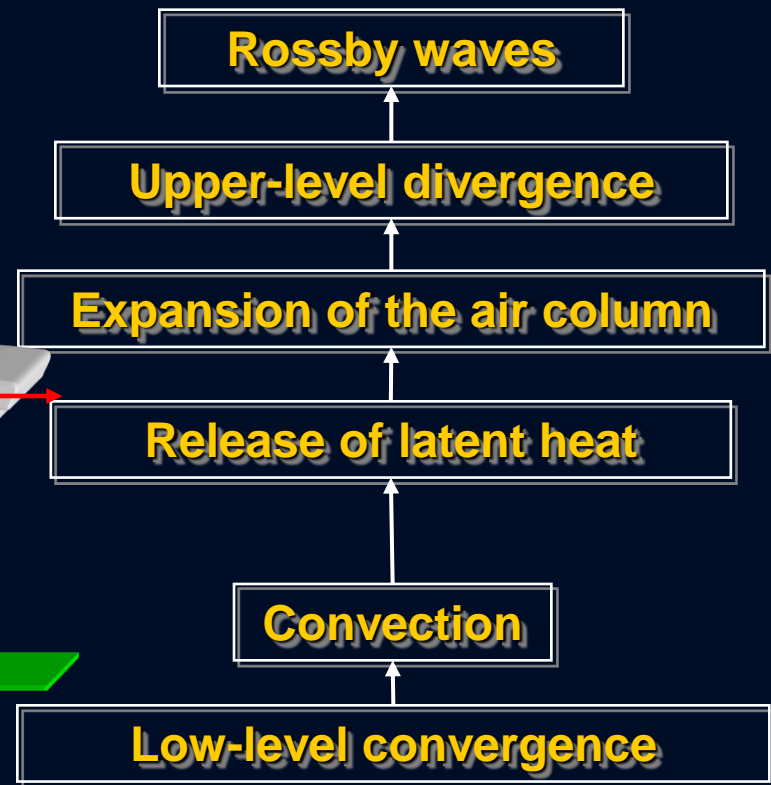 Rossby waves
Upper-level divergence
Expansion of the air column
Release of latent heat
Convection
Low-level convergence